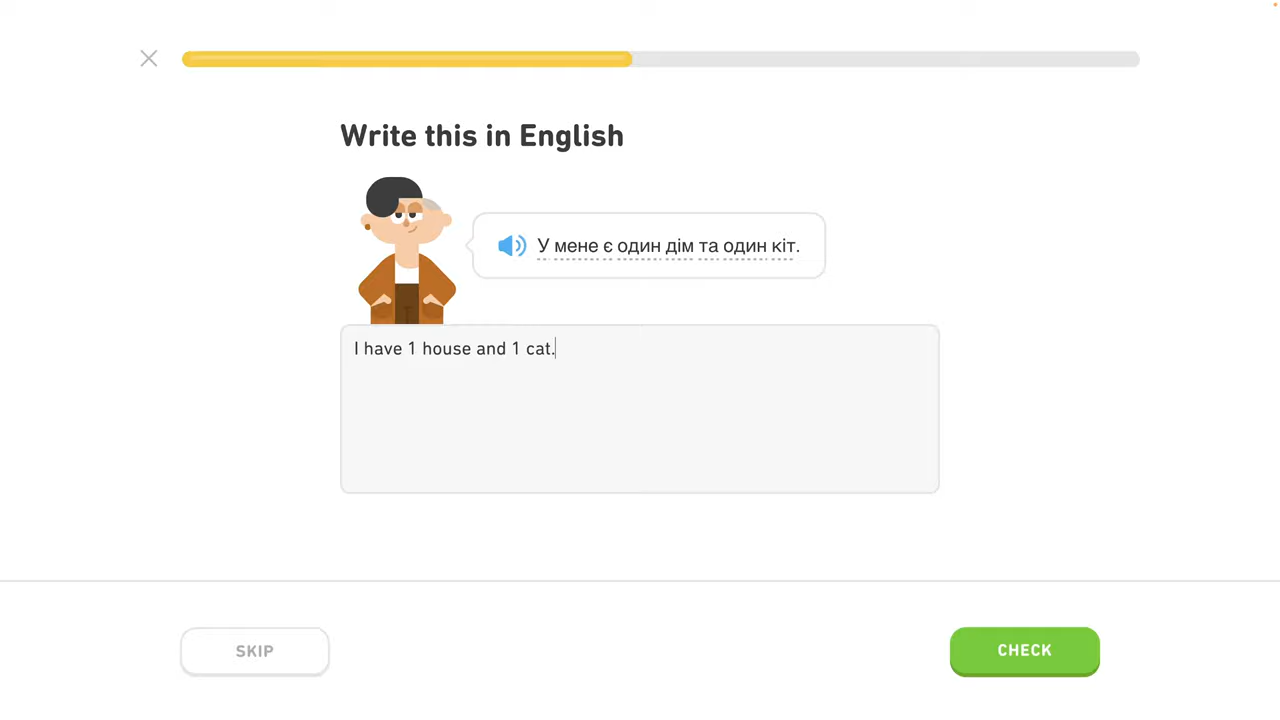 Write this in English
У мене є один дім та один кіт.
I have 1 house and 1 cat.
SKIP
CHECK